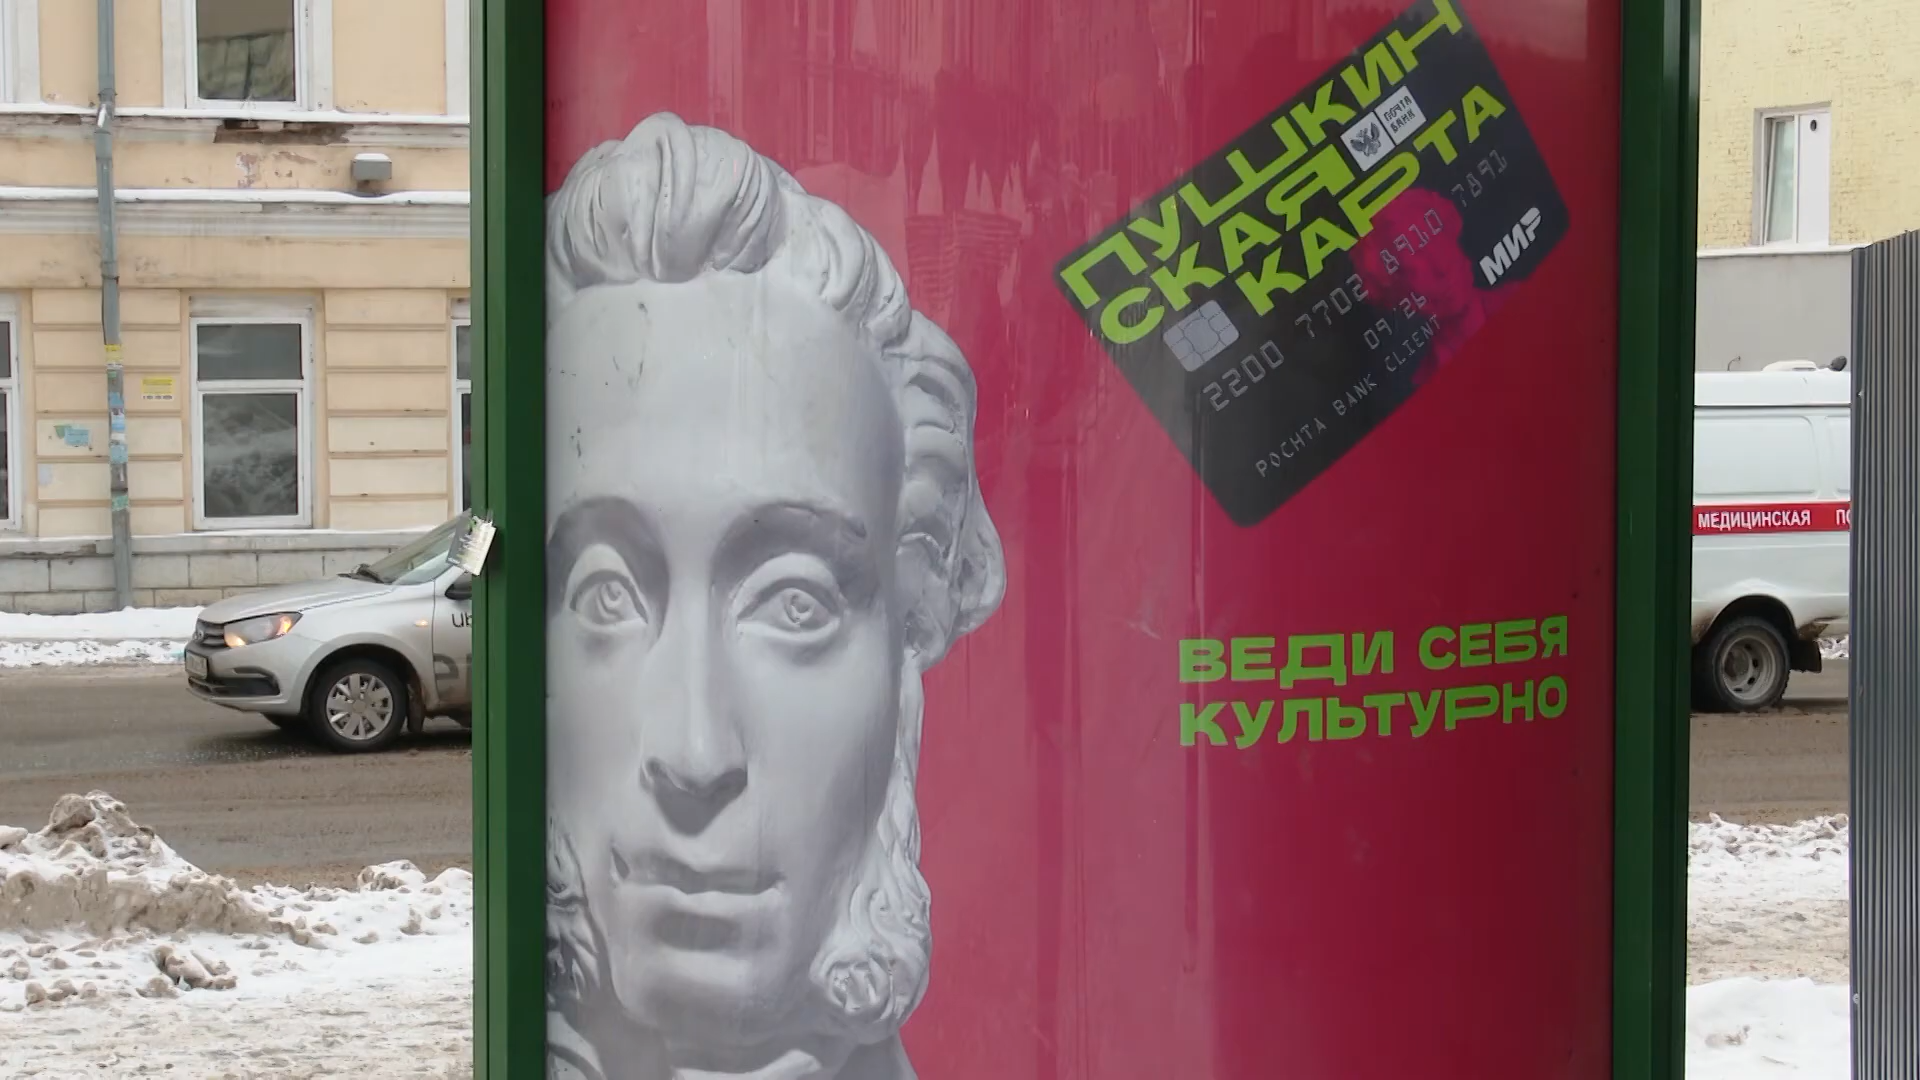 ПУШКИН
СКАЯ
КАРТА
ПОЧТА
БАНК
2200 7702 8910 7891
МИР
09/26
POCHTA BANK CLIENT
ВЕДИ СЕБЯ
КУЛЬТУРНО
МЕДИЦИНСКАЯ